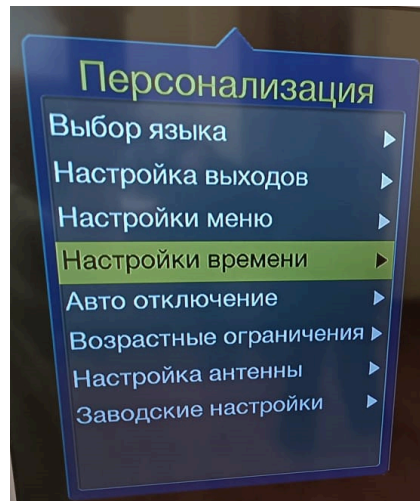 Персонализация
Выбор языка
Настройка выходов
Настройки меню
Настройки времени
Авто отключение
Возрастные ограничения
Настройка антенны
Заводские настройки